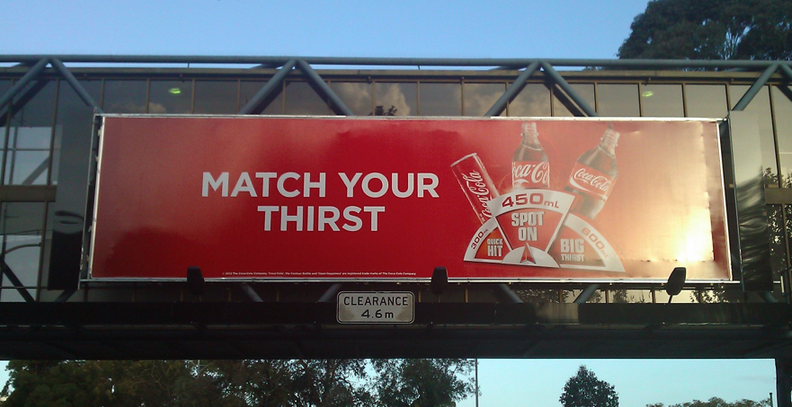 MATCH YOUR
THIRST
Coca-Cola
Coca-Cola
Coca-Cola
300mL
QUICK
HIT
450mL
SPOT
ON
600mL
BIG
THIRST
CLEARANCE
4.6m